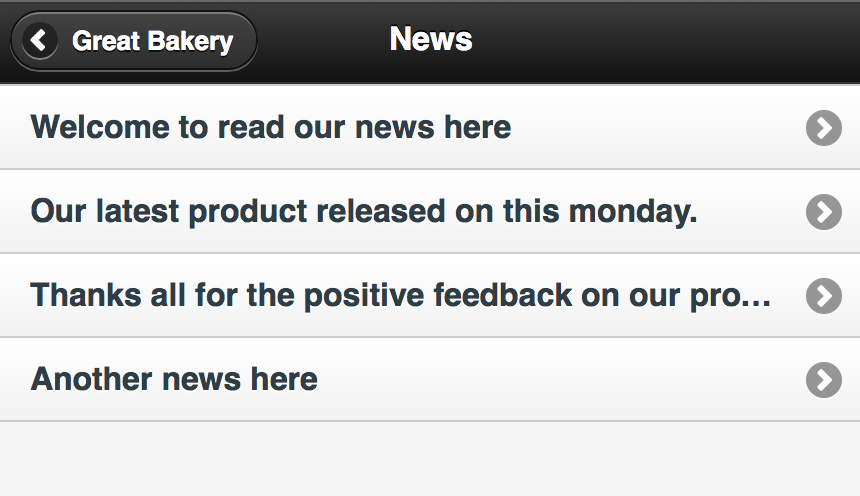 Great Bakery News
Welcome to read our news here
Our latest product released on this monday.
Thanks all for the positive feedback on our pro...
Another news here